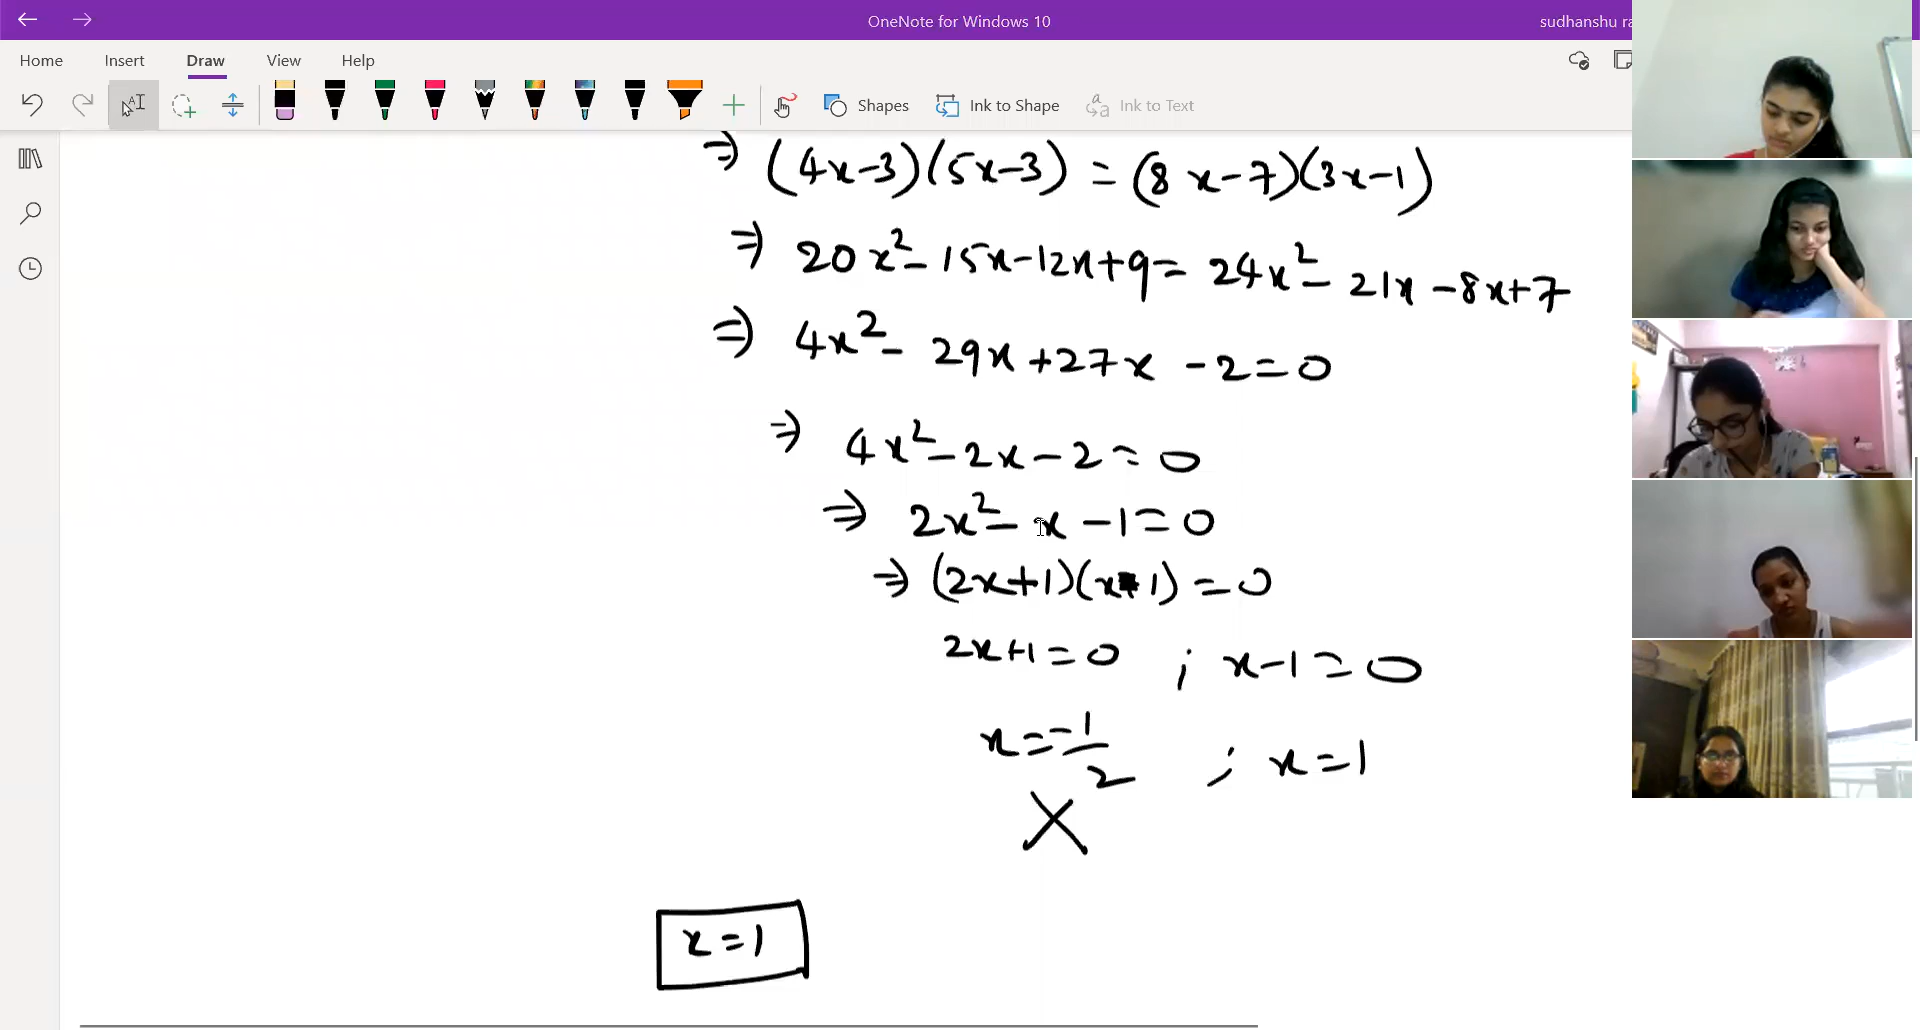 OneNote for Windows 10
sudhanshu ra
Home Insert Draw View Help
Shapes Ink to Shape Ink to Text
⇒ (4x-3)(5x-3) = (8x-7)(3x-1)
⇒ 20x² - 15x - 12x + 9 = 24x² - 21x - 8x + 7
⇒ 4x² - 29x + 27x - 2 = 0
⇒ 4x² - 2x - 2 = 0
⇒ 2x² - x - 1 = 0
⇒ (2x+1)(x-1) = 0
2x+1 = 0 ; x-1 = 0
x = -1/2 ; x = 1
X
x = 1